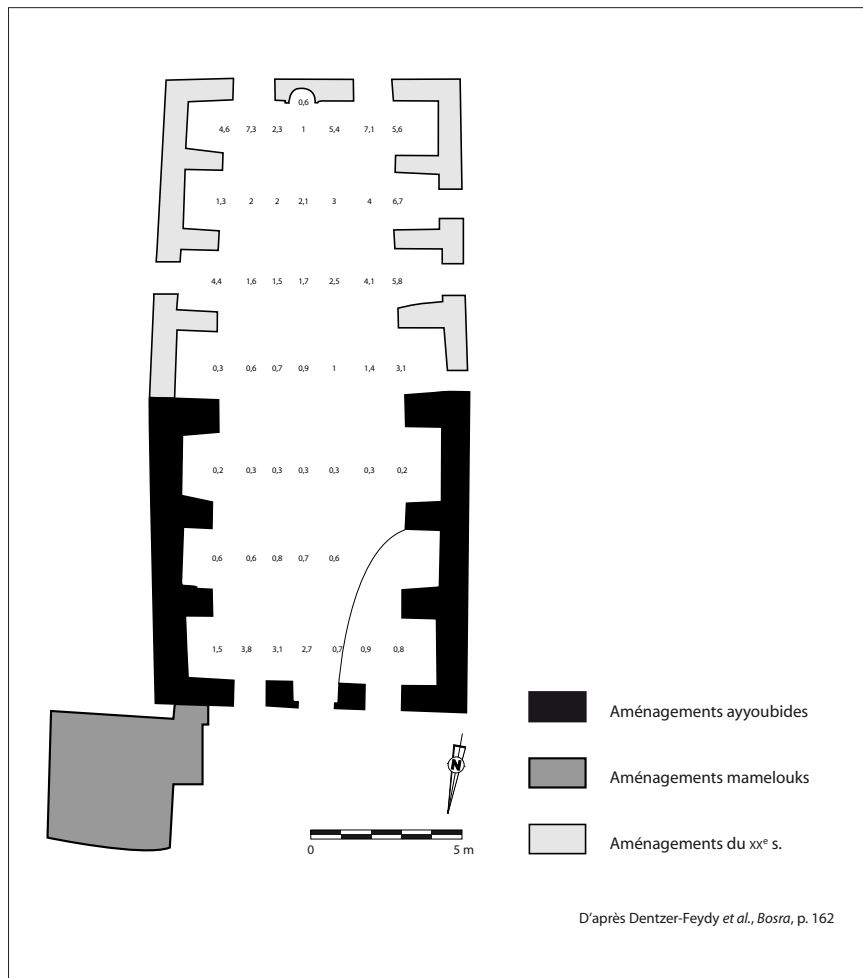 0,6
4,6 7,3 2,3 1 5,4 7,1 5,6
1,3 2 2 2,1 3 4 6,7
4,4 1,6 1,5 1,7 2,5 4,1 5,8
0,3 0,6 0,7 0,9 1 1,4 3,1
0,2 0,3 0,3 0,3 0,3 0,3 0,2
0,6 0,6 0,8 0,7 0,6
1,5 3,8 3,1 2,7 0,7 0,9 0,8
Aménagements ayyoubides
N
Aménagements mamelouks
Aménagements du XXᵉ s.
0 5 m
D'après Dentzer-Feydy et al., Bosra, p. 162